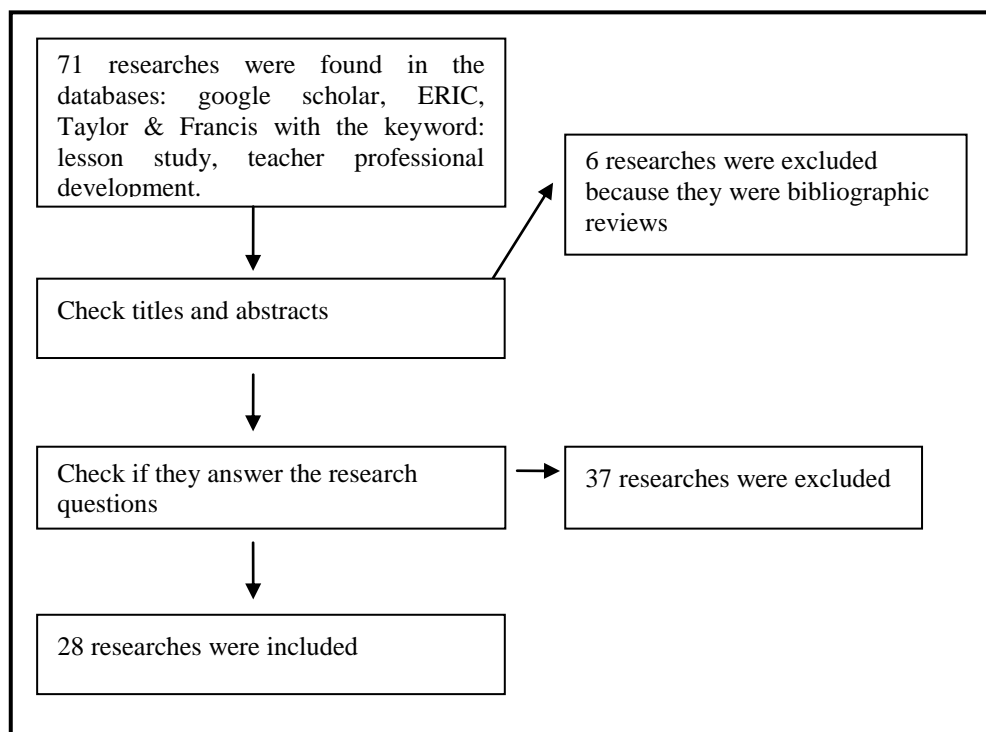 71 researches were found in the
databases: google scholar, ERIC,
Taylor & Francis with the keyword:
lesson study, teacher professional
development.
6 researches were excluded
because they were bibliographic
reviews
Check titles and abstracts
Check if they answer the research
questions
37 researches were excluded
28 researches were included